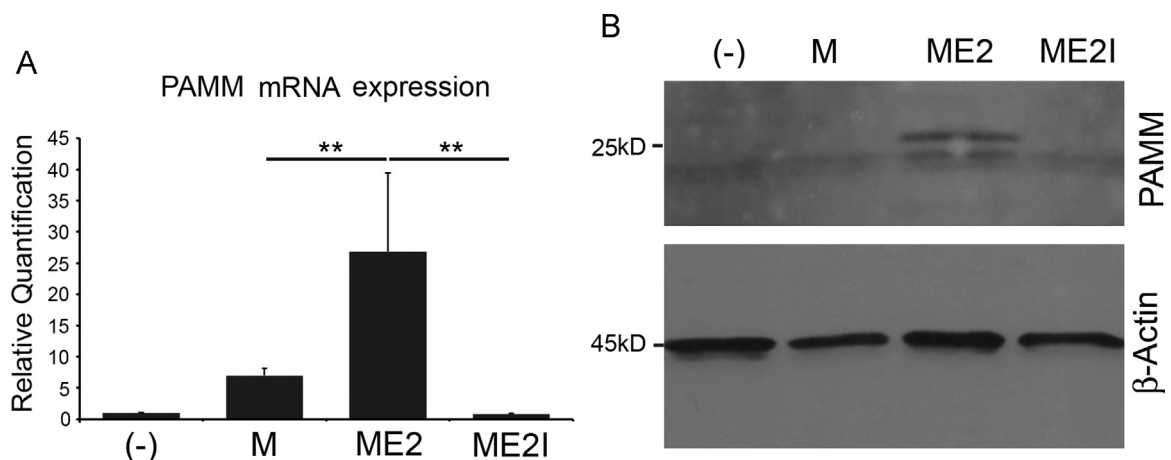 A
PAMM mRNA expression
Relative Quantification
45
40
35
30
25
20
15
10
5
0
** **
(-) M ME2 ME2I
B
(-) M ME2 ME2I
25kD
PAMM
45kD
β-Actin